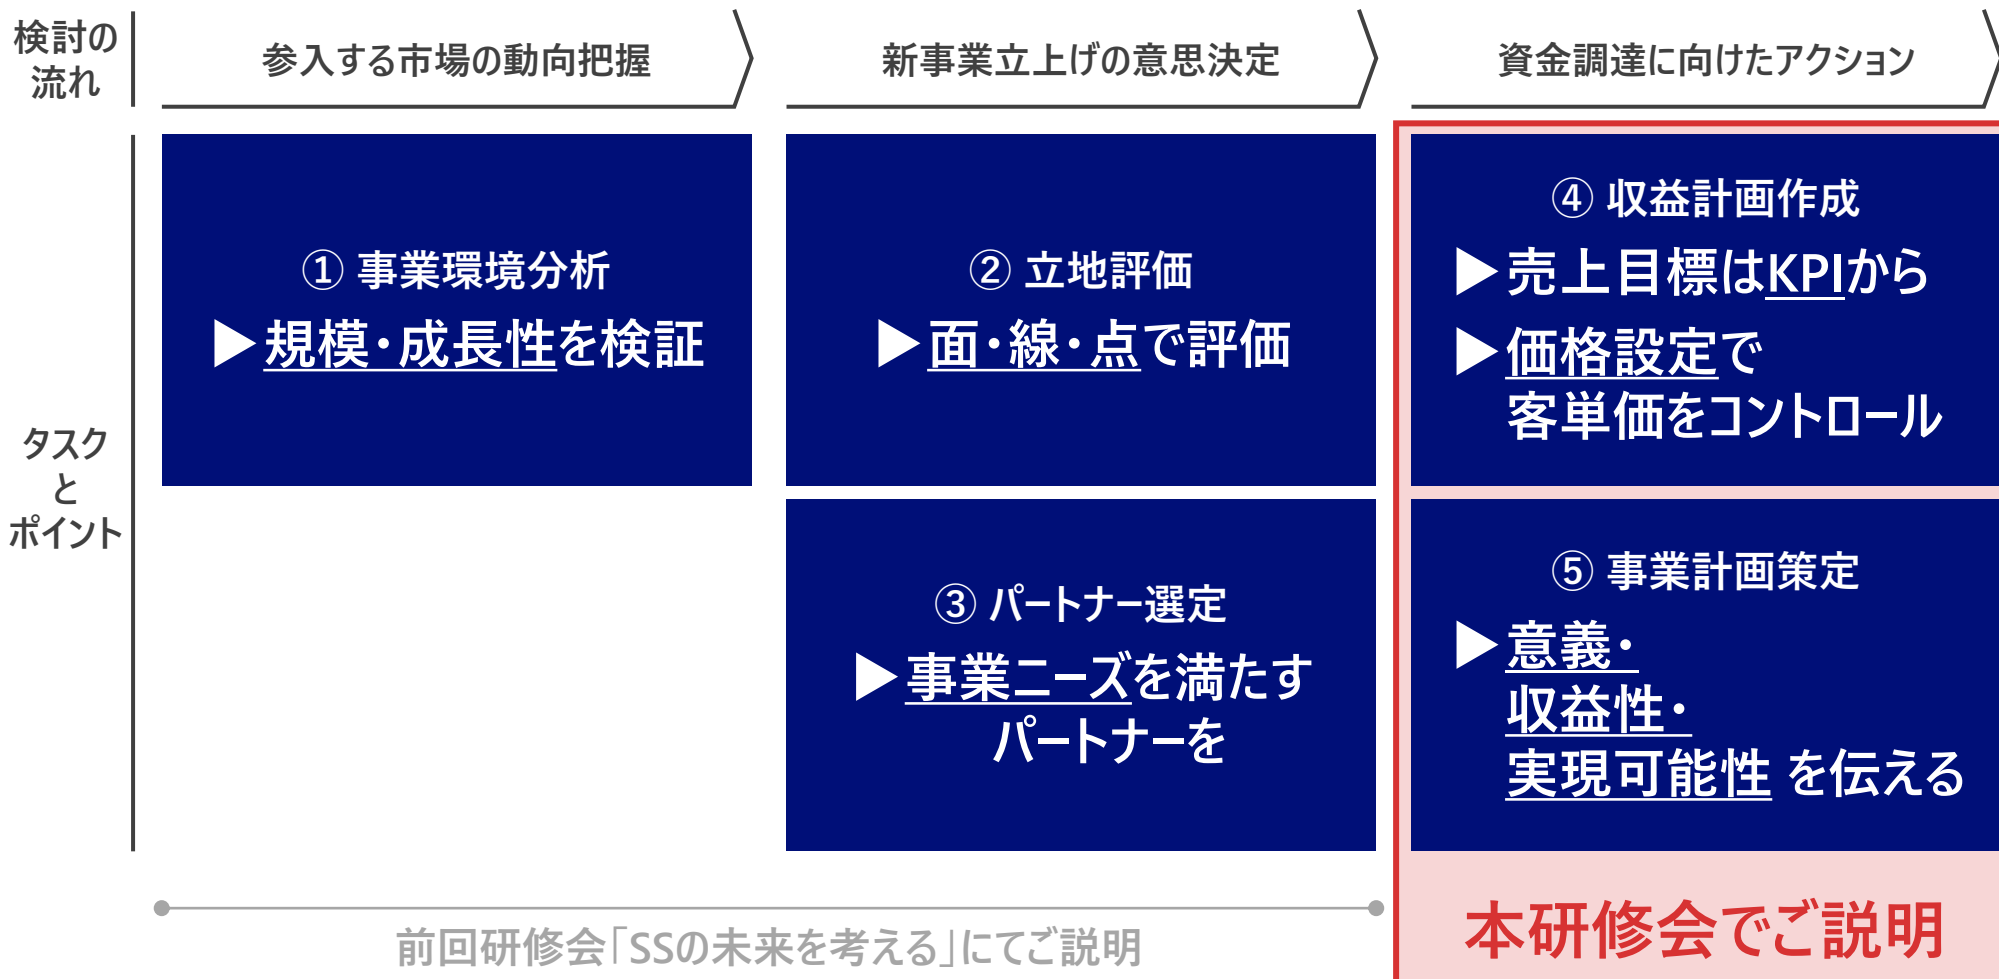 検討の
流れ
参入する市場の動向把握
新事業立上げの意思決定
資金調達に向けたアクション
タスク
と
ポイント
① 事業環境分析
▶規模・成長性を検証
② 立地評価
▶面・線・点で評価
③ パートナー選定
▶事業ニーズを満たす
パートナーを
④ 収益計画作成
▶売上目標はKPIから
▶価格設定で
客単価をコントロール
⑤ 事業計画策定
▶意義・
収益性・
実現可能性 を伝える
前回研修会「SSの未来を考える」にてご説明
本研修会でご説明